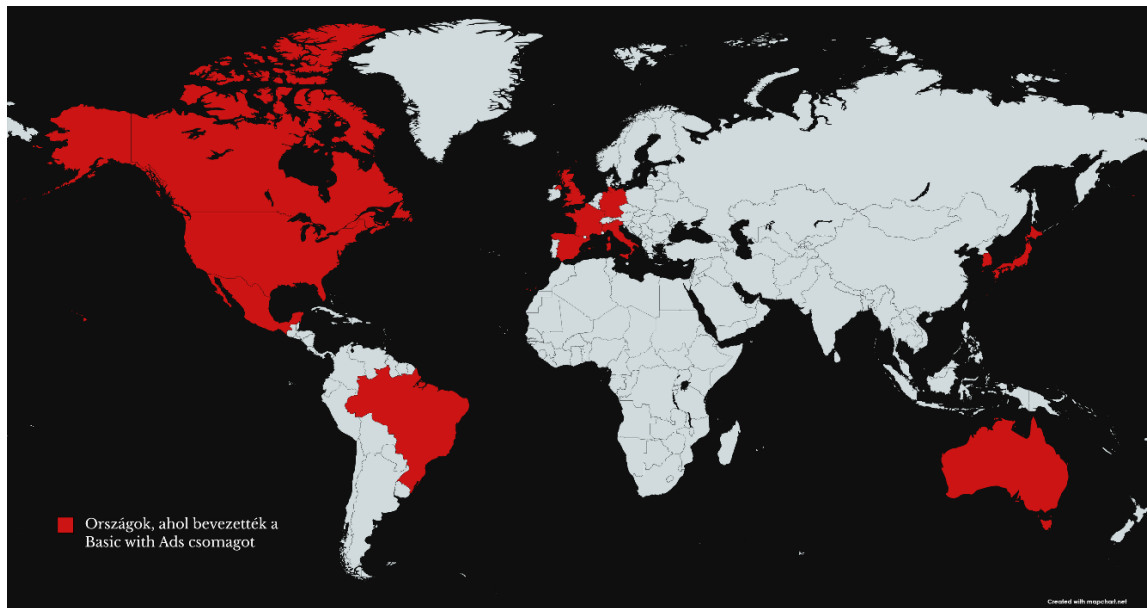 Országok, ahol bevezették a
Basic with Ads csomagot
Created with mapchart.net